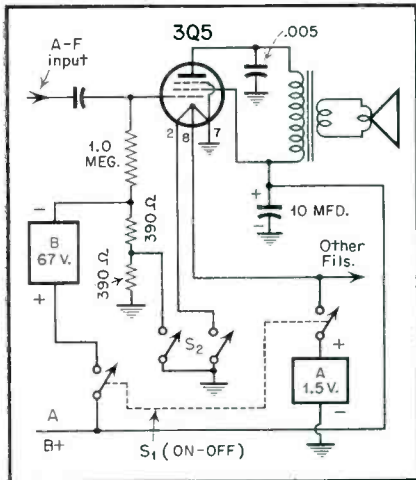 3Q5
.005
A-F
input
2
8
7
1.0
MEG.
+
10 MFD.
-
-
B
67 V.
+
390 Ω
390 Ω
Other
Fils.
S2
+
A
1.5 V.
-
A
B+
S1 (ON-OFF)